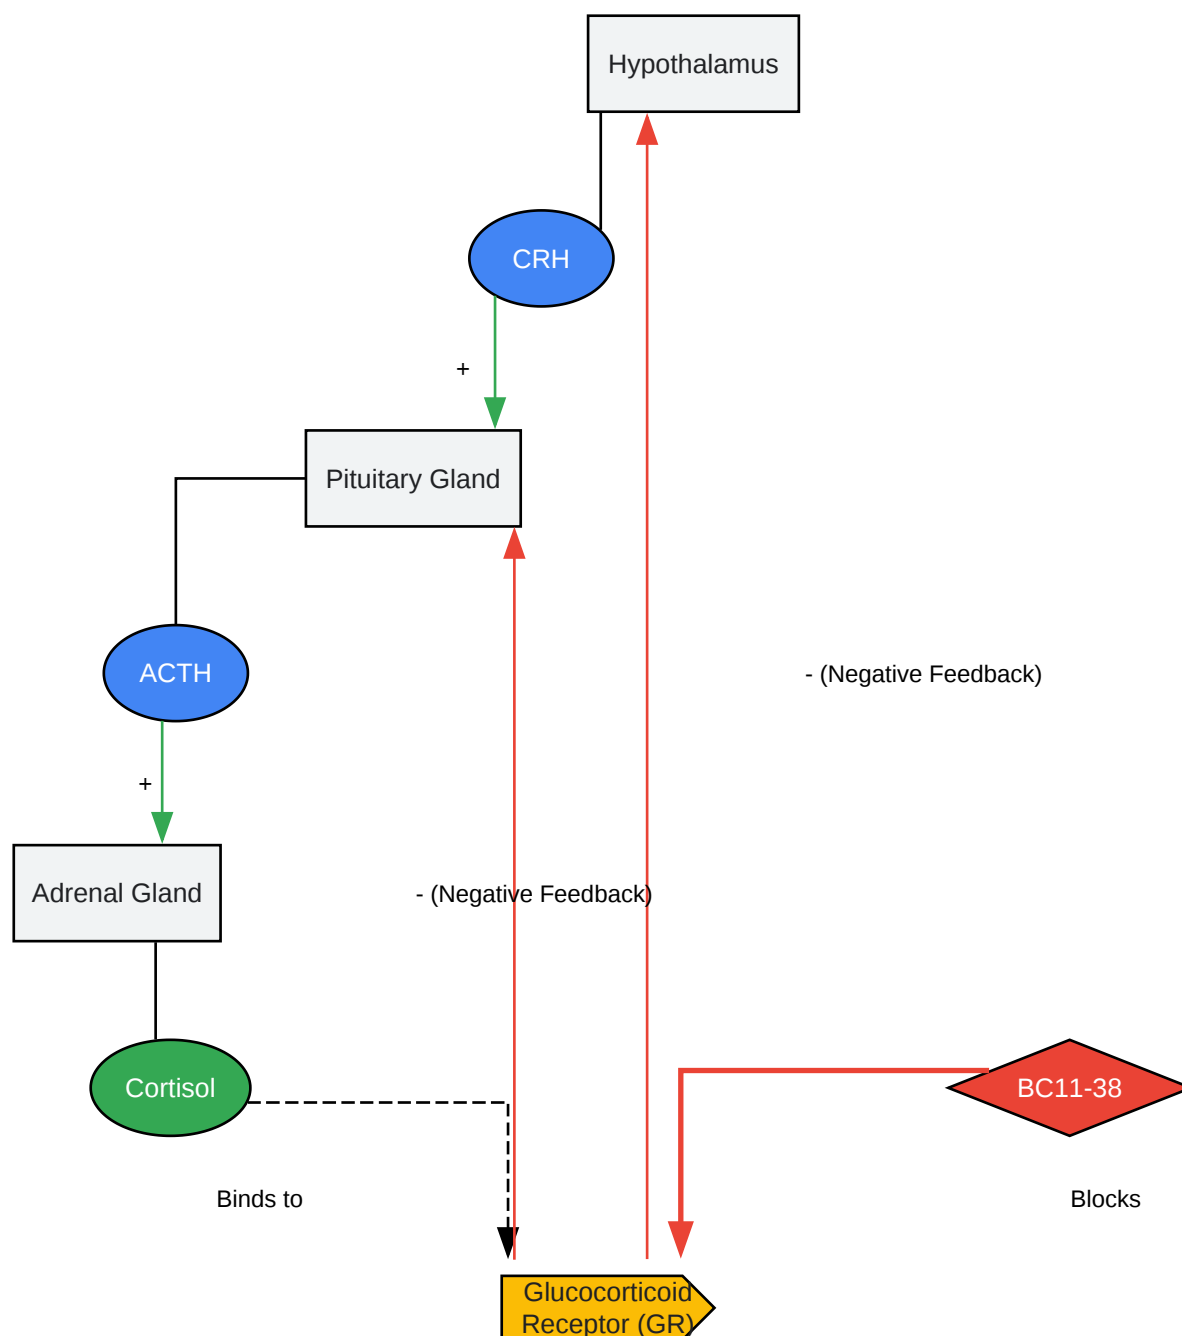 Hypothalamus
CRH
+
Pituitary Gland
ACTH
- (Negative Feedback)
+
Adrenal Gland
- (Negative Feedback)
Cortisol
BC11-38
Binds to
Blocks
Glucocorticoid
Receptor (GR)